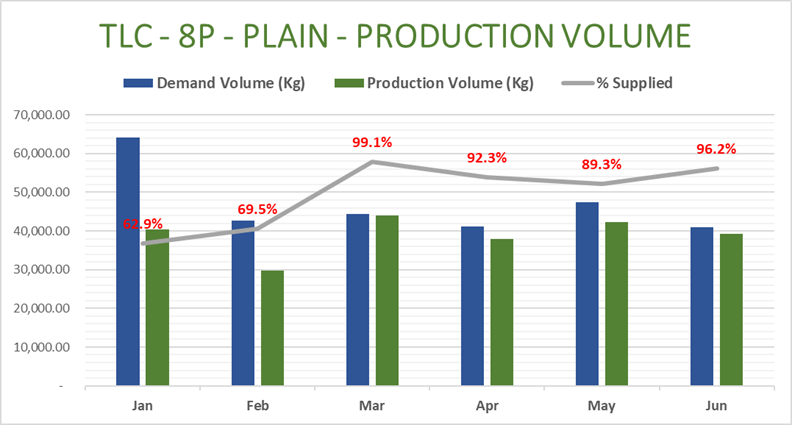 TLC - 8P - PLAIN - PRODUCTION VOLUME
Demand Volume (Kg) Production Volume (Kg) % Supplied
70,000.00
60,000.00
50,000.00
40,000.00
30,000.00
20,000.00
10,000.00
-
62.9% 69.5% 99.1% 92.3% 89.3% 96.2%
Jan Feb Mar Apr May Jun